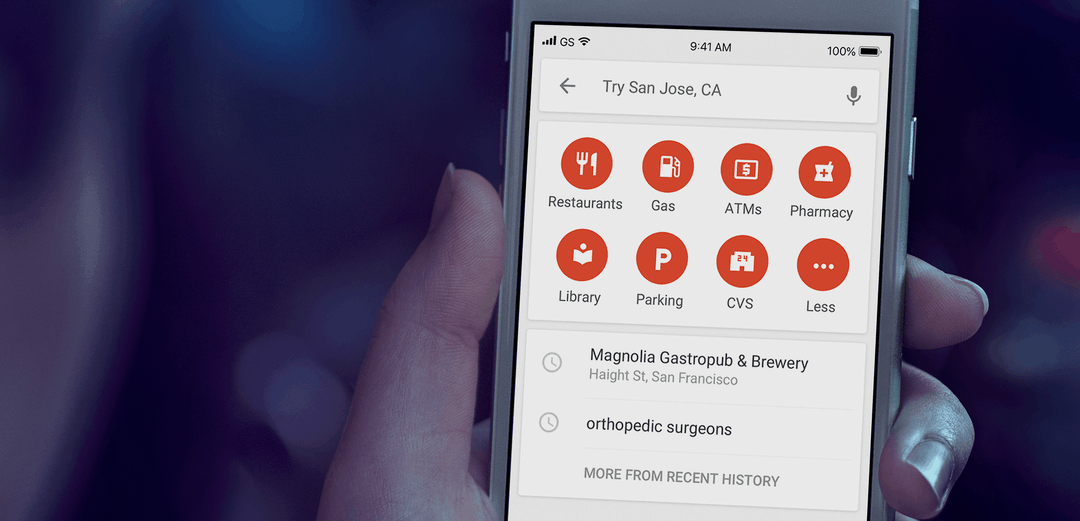 GS 9:41 AM 100%
Try San Jose, CA
Restaurants Gas ATMs Pharmacy
P 24
Library Parking CVS Less
Magnolia Gastropub & Brewery
Haight St, San Francisco
orthopedic surgeons
MORE FROM RECENT HISTORY